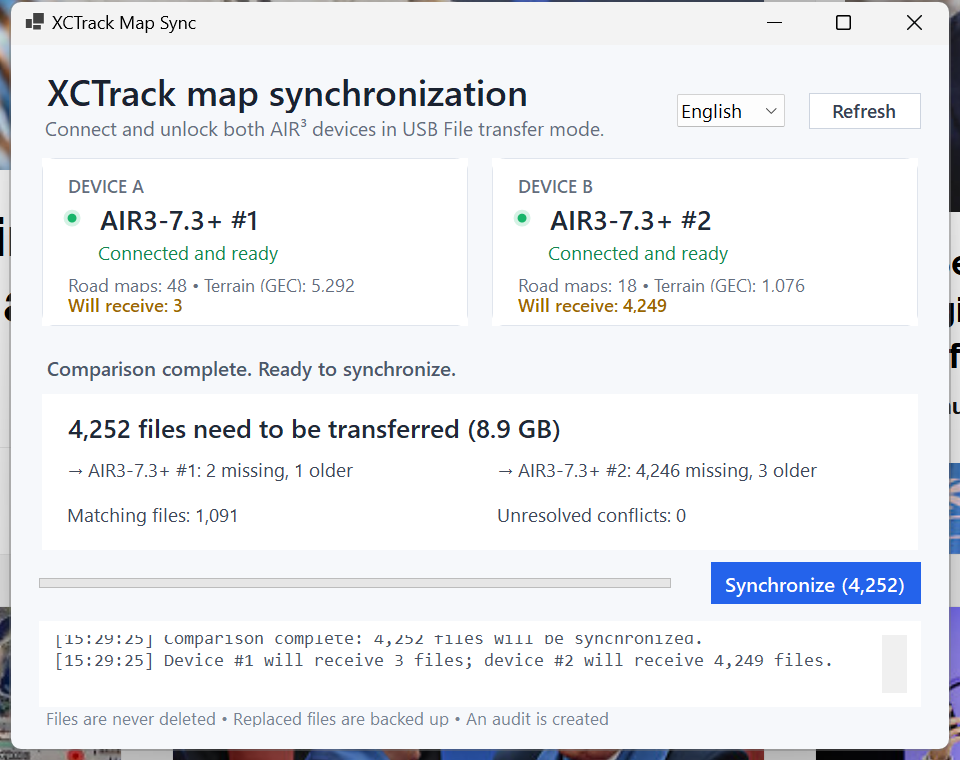 XCTrack Map Sync
XCTrack map synchronization
Connect and unlock both AIR³ devices in USB File transfer mode.
English
Refresh
DEVICE A
AIR3-7.3+ #1
Connected and ready
Road maps: 48 • Terrain (GEC): 5.292
Will receive: 3
DEVICE B
AIR3-7.3+ #2
Connected and ready
Road maps: 18 • Terrain (GEC): 1.076
Will receive: 4,249
Comparison complete. Ready to synchronize.
4,252 files need to be transferred (8.9 GB)
→ AIR3-7.3+ #1: 2 missing, 1 older
→ AIR3-7.3+ #2: 4,246 missing, 3 older
Matching files: 1,091
Unresolved conflicts: 0
Synchronize (4,252)
[15:29:25] Comparison complete: 4,252 files will be synchronized.
[15:29:25] Device #1 will receive 3 files; device #2 will receive 4,249 files.
Files are never deleted • Replaced files are backed up • An audit is created